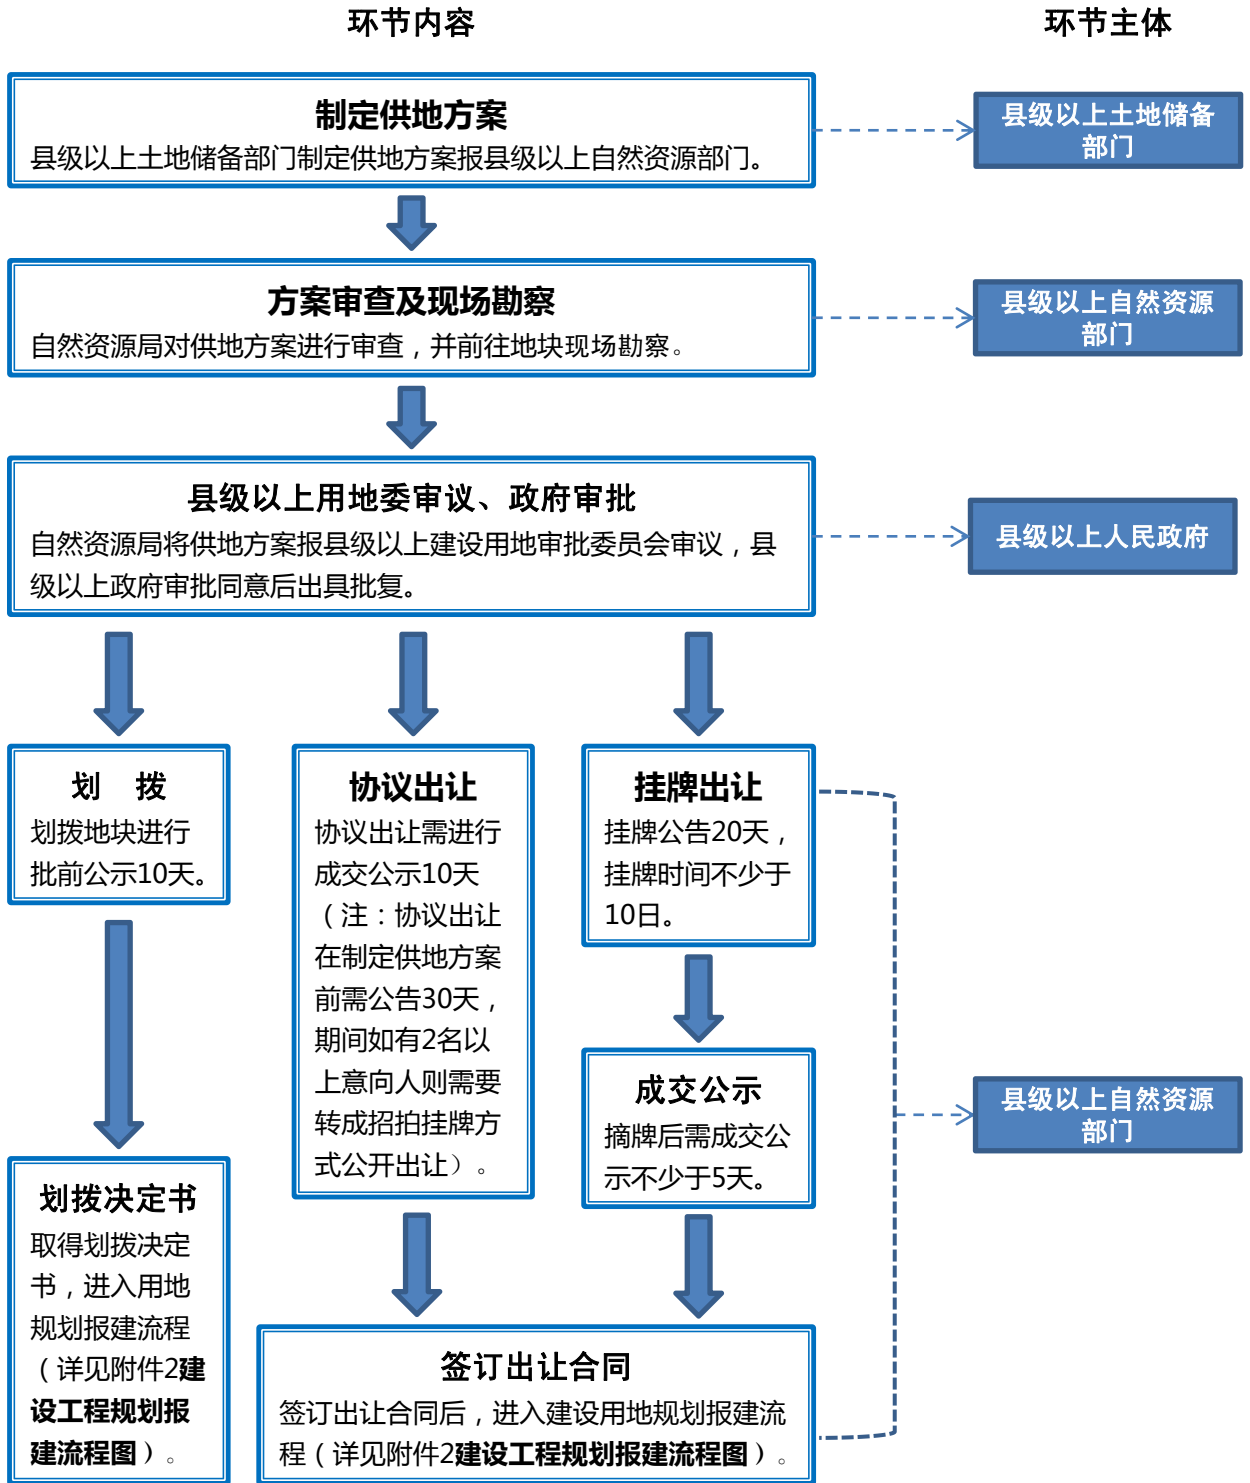 环节内容
环节主体
制定供地方案
县级以上土地储备部门制定供地方案报县级以上自然资源部门。
县级以上土地储备
部门
方案审查及现场勘察
自然资源局对供地方案进行审查，并前往地块现场勘察。
县级以上自然资源
部门
县级以上用地委审议、政府审批
自然资源局将供地方案报县级以上建设用地审批委员会审议，县
级以上政府审批同意后出具批复。
县级以上人民政府
划 拨
划拨地块进行
批前公示10天。
协议出让
协议出让需进行
成交公示10天
（注：协议出让
在制定供地方案
前需公告30天，
期间如有2名以
上意向人则需要
转成招拍挂牌方
式公开出让）。
挂牌出让
挂牌公告20天，
挂牌时间不少于
10日。
成交公示
摘牌后需成交公
示不少于5天。
县级以上自然资源
部门
划拨决定书
取得划拨决定
书，进入用地
规划报建流程
（详见附件2建
设工程规划报
建流程图）。
签订出让合同
签订出让合同后，进入建设用地规划报建流
程（详见附件2建设工程规划报建流程图）。